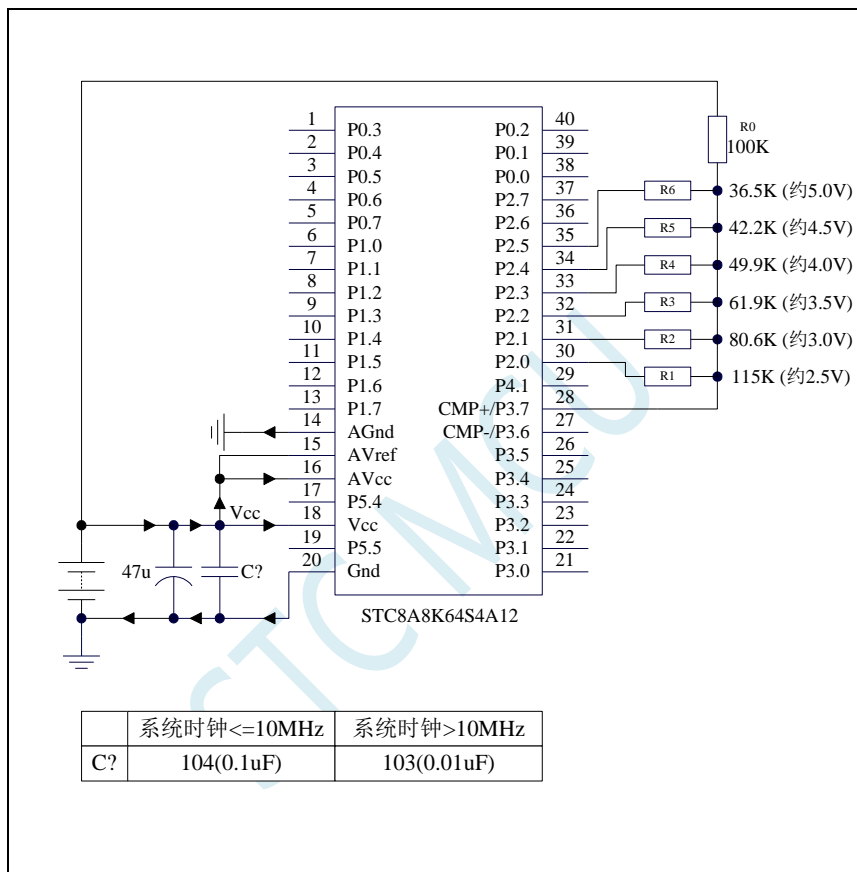 1 P0.3 P0.2 40
2 P0.4 P0.1 39
3 P0.5 P0.0 38
4 P0.6 P2.7 37
5 P0.7 P2.6 36
6 P1.0 P2.5 35
7 P1.1 P2.4 34
8 P1.2 P2.3 33
9 P1.3 P2.2 32
10 P1.4 P2.1 31
11 P1.5 P2.0 30
12 P1.6 P4.1 29
13 P1.7 CMP+/P3.7 28
14 AGnd CMP-/P3.6 27
15 AVref P3.5 26
16 AVcc P3.4 25
17 P5.4 P3.3 24
18 Vcc P3.2 23
19 P5.5 P3.1 22
20 Gnd P3.0 21
R0
100K
R6 36.5K (约5.0V)
R5 42.2K (约4.5V)
R4 49.9K (约4.0V)
R3 61.9K (约3.5V)
R2 80.6K (约3.0V)
R1 115K (约2.5V)
Vcc
47u C?
STC8A8K64S4A12
STC MCU
系统时钟<=10MHz 系统时钟>10MHz
C? 104(0.1uF) 103(0.01uF)